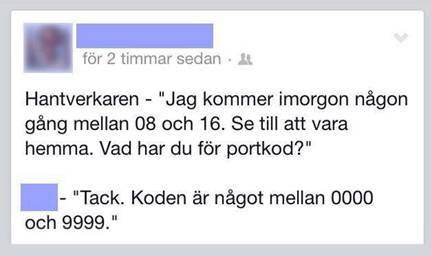 för 2 timmar sedan ·
Hantverkaren - "Jag kommer imorgon någon
gång mellan 08 och 16. Se till att vara
hemma. Vad har du för portkod?"
- "Tack. Koden är något mellan 0000
och 9999."